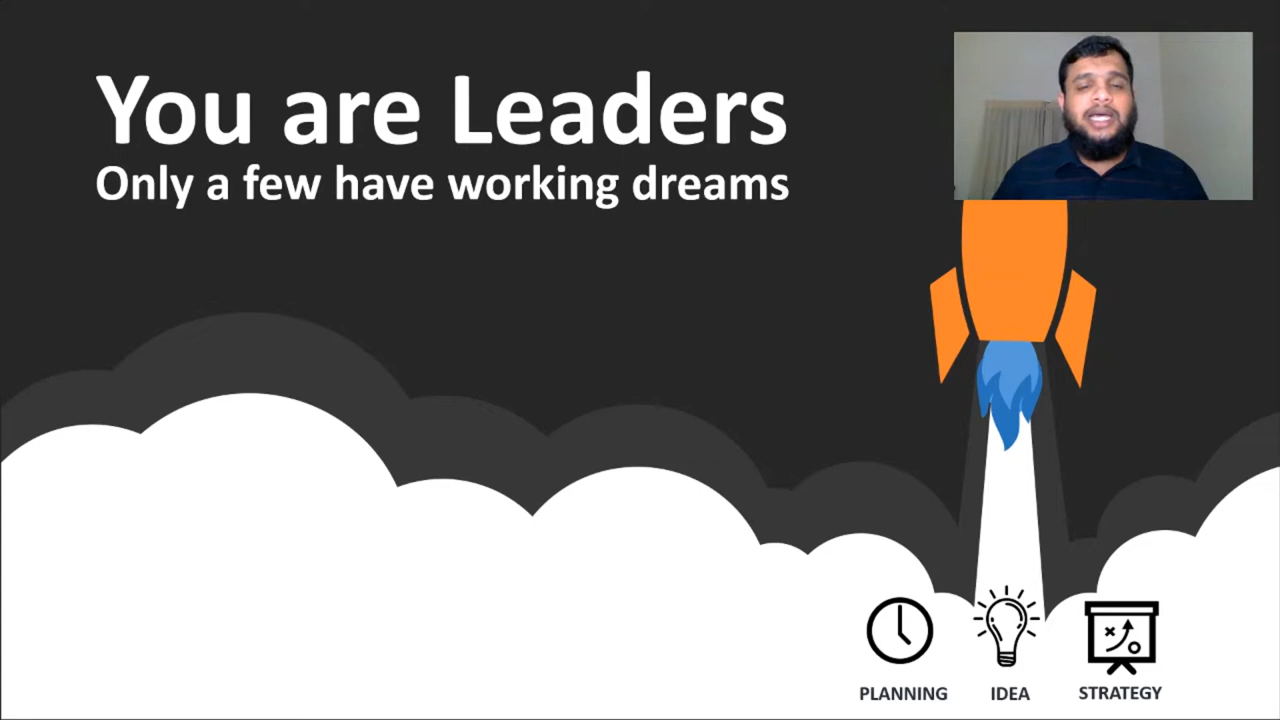 You are Leaders
Only a few have working dreams
PLANNING
IDEA
STRATEGY